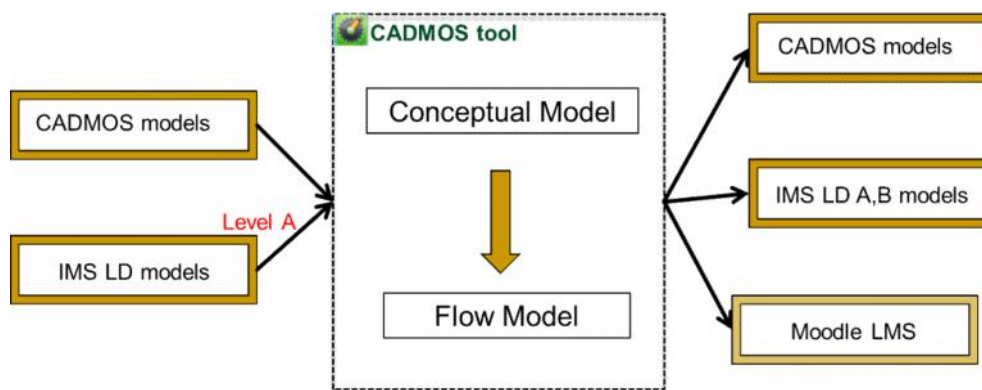 CADMOS tool
CADMOS models
Level A
IMS LD models
Conceptual Model
Flow Model
CADMOS models
IMS LD A,B models
Moodle LMS